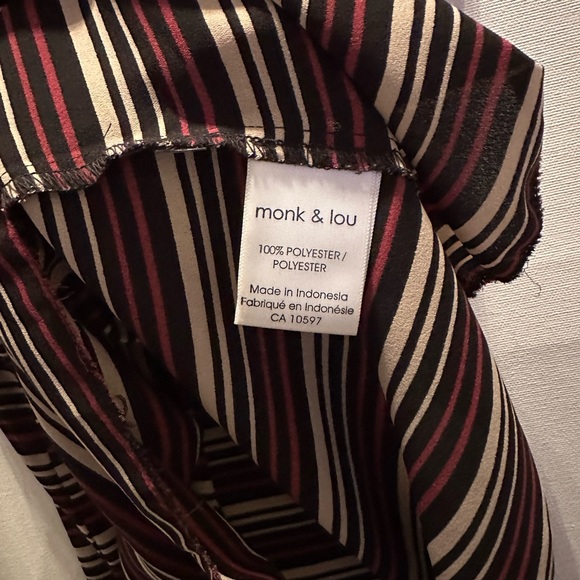 monk & lou
100% POLYESTER /
POLYESTER
Made in Indonesia
Fabriqué en Indonésie
CA 10597